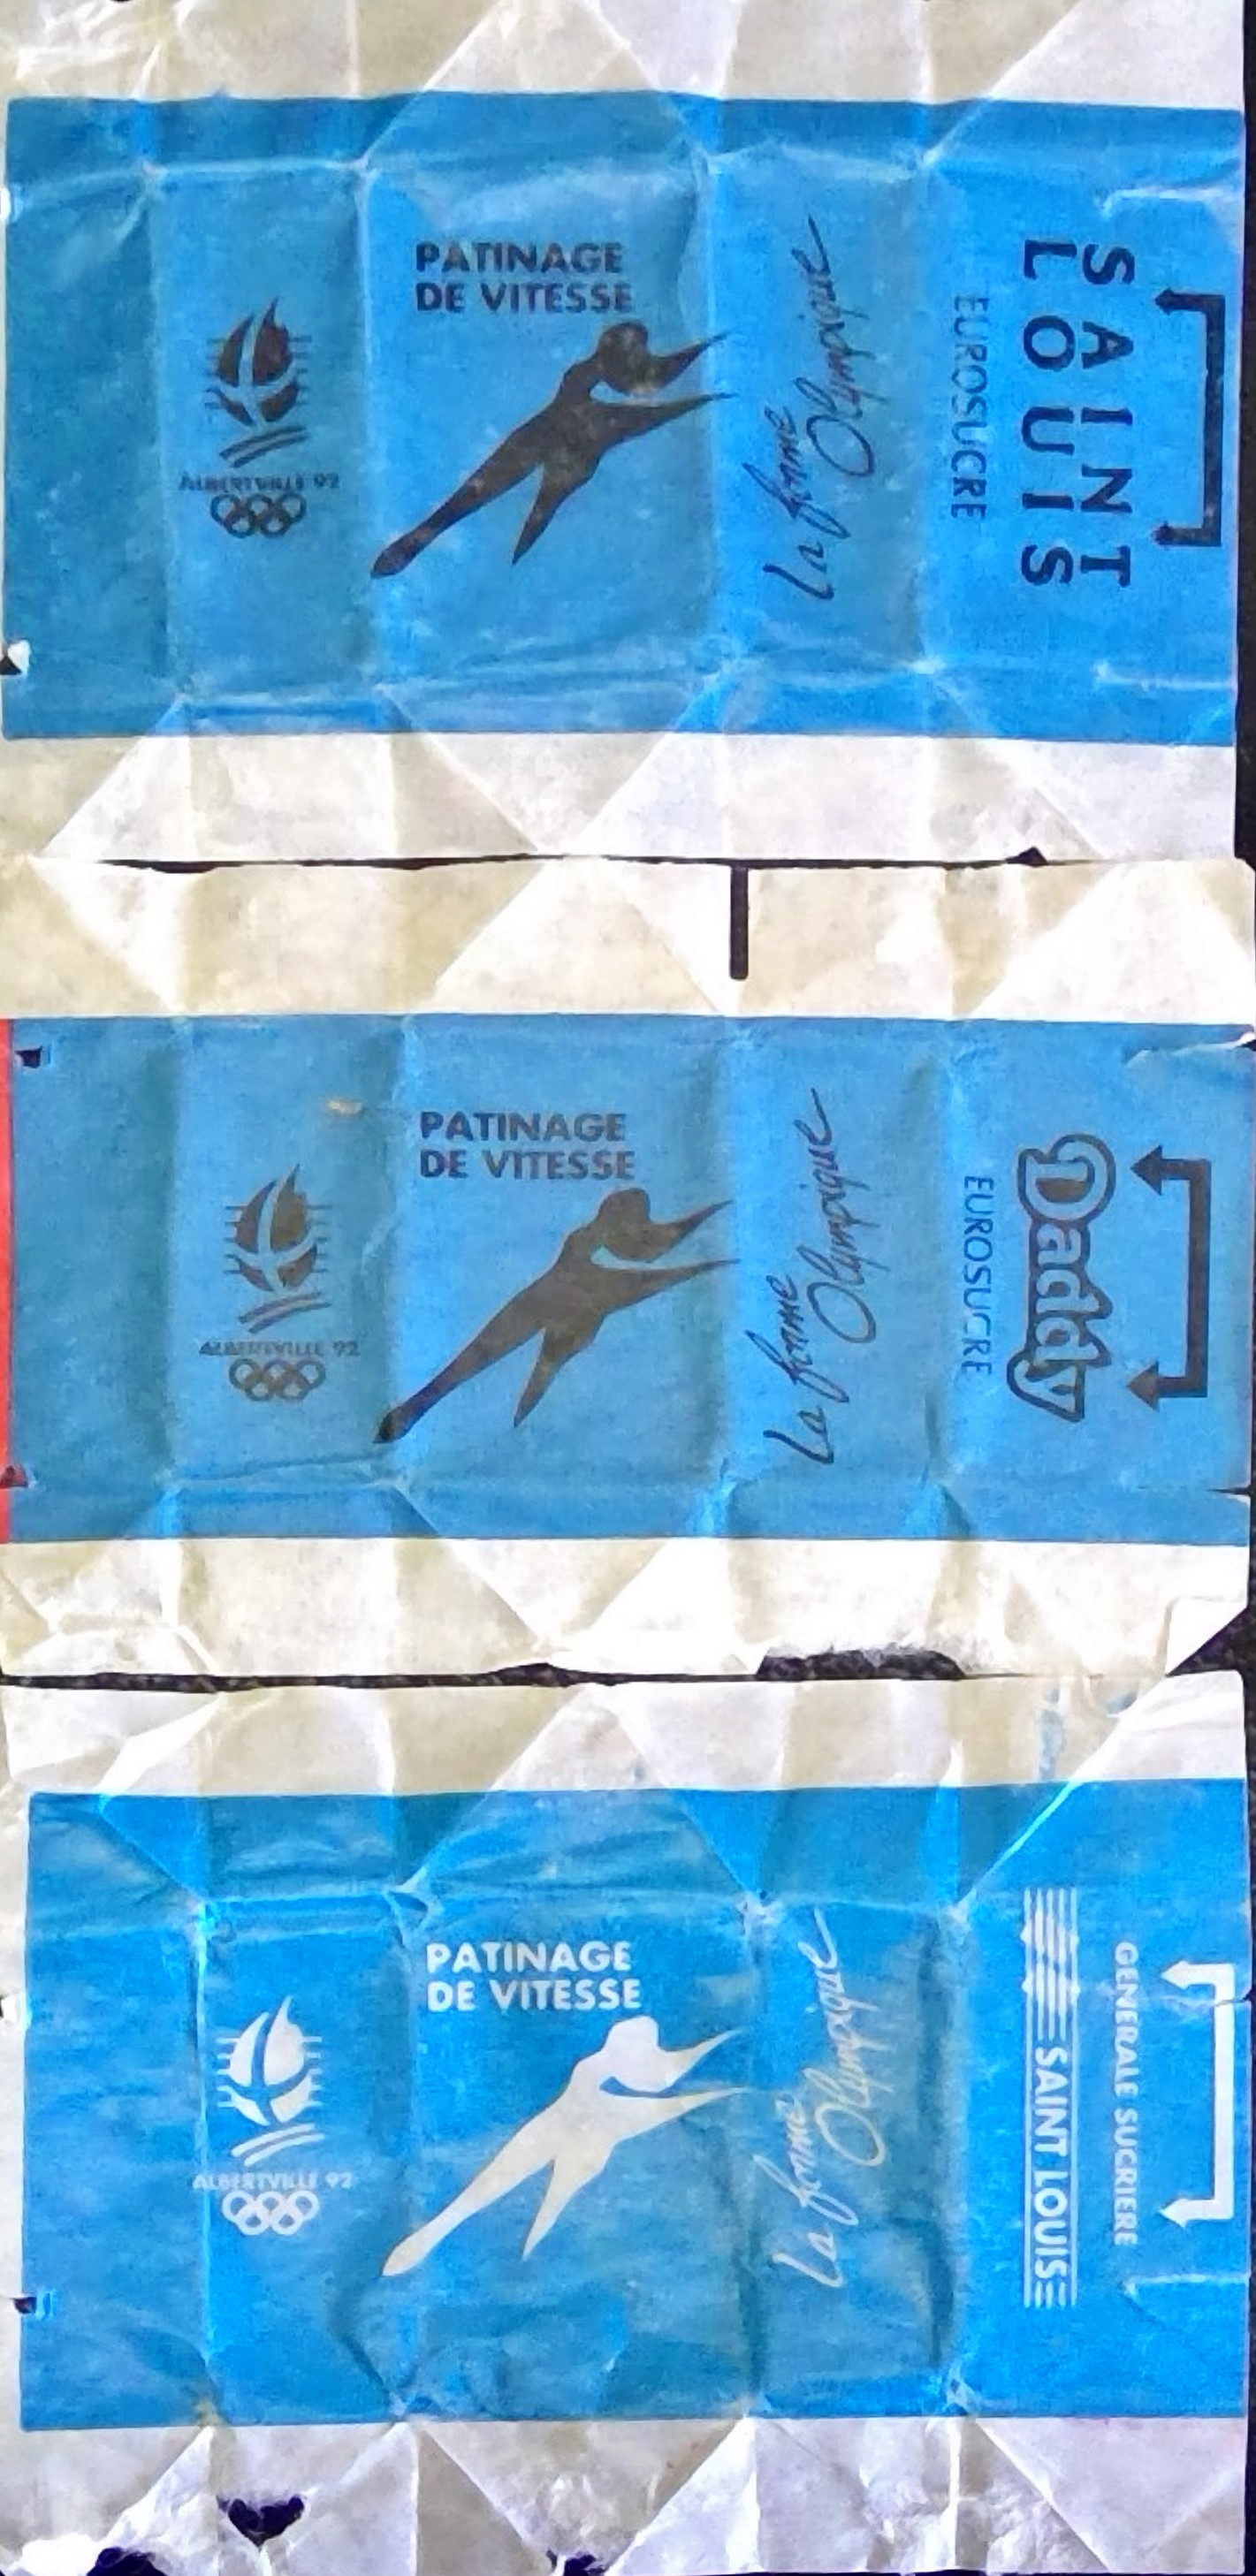 PATINAGE
DE VITESSE
ALBERTVILLE 92
La forme
Olympique
SAINT
LOUIS
EUROSUCRE
PATINAGE
DE VITESSE
ALBERTVILLE 92
La forme
Olympique
Daddy
EUROSUCRE
PATINAGE
DE VITESSE
ALBERTVILLE 92
La forme
Olympique
GENERALE SUCRIERE
SAINT LOUIS